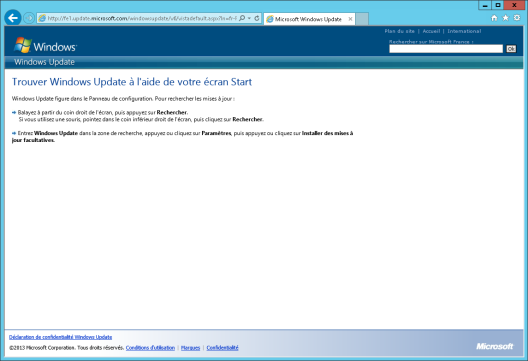 http://fe1.update.microsoft.com/windowsupdate/v6/vistadefault.aspx?ln=fr-F
Microsoft Windows Update
Plan du site | Accueil | International
Rechercher sur Microsoft France :
Ok
Windows
Windows Update
Trouver Windows Update à l'aide de votre écran Start
Windows Update figure dans le Panneau de configuration. Pour rechercher les mises à jour :
Balayez à partir du coin droit de l'écran, puis appuyez sur Rechercher.
Si vous utilisez une souris, pointez dans le coin inférieur droit de l'écran, puis cliquez sur Rechercher.
Entrez Windows Update dans la zone de recherche, appuyez ou cliquez sur Paramètres, puis appuyez ou cliquez sur Installer des mises à
jour facultatives.
Déclaration de confidentialité Windows Update
©2013 Microsoft Corporation. Tous droits réservés. Conditions d'utilisation | Marques | Confidentialité
Microsoft